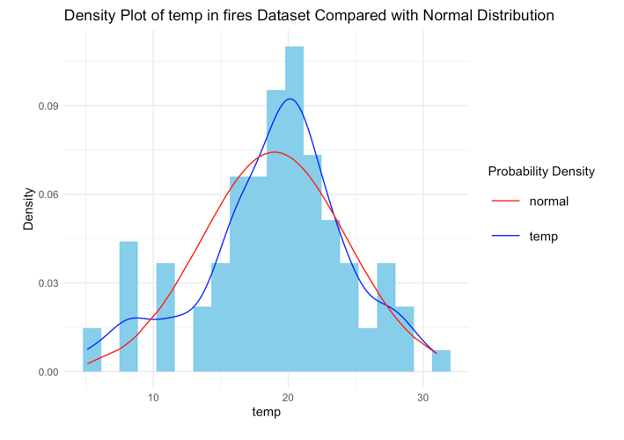 Density Plot of temp in fires Dataset Compared with Normal Distribution
0.09
0.06
0.03
0.00
Density
10 20 30
temp
Probability Density
normal
temp